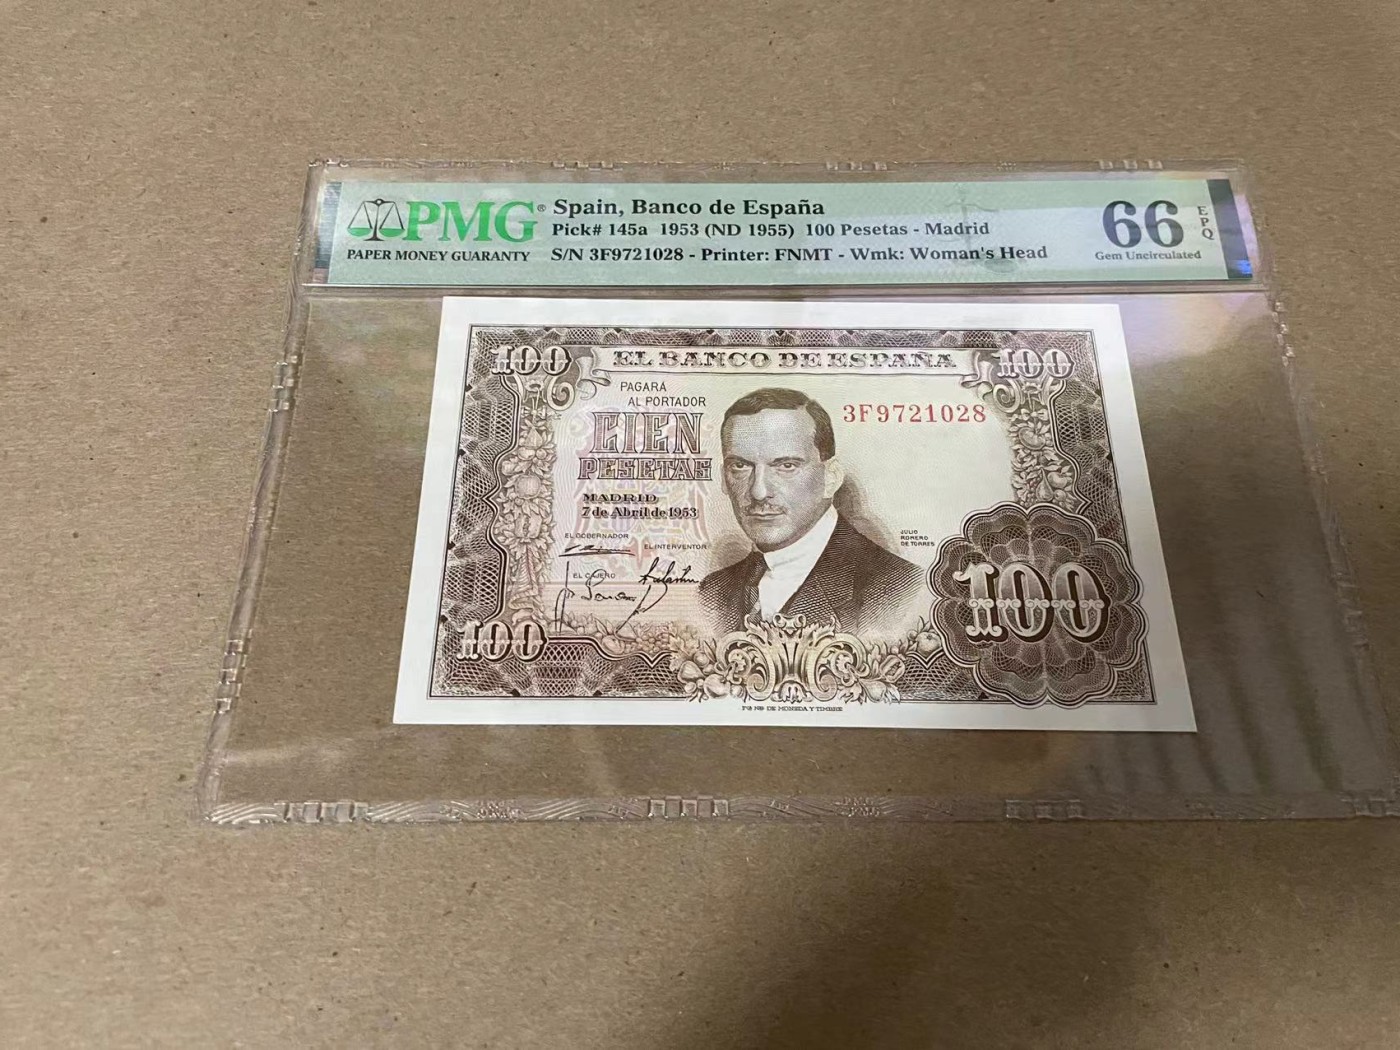 PMG®
PAPER MONEY GUARANTY
Spain, Banco de España
Pick# 145a 1953 (ND 1955) 100 Pesetas - Madrid
S/N 3F9721028 - Printer: FNMT - Wmk: Woman's Head
66 EPQ
Gem Uncirculated
100 EL BANCO DE ESPAÑA 100
PAGARÁ
AL PORTADOR
3F9721028
CIEN
PESETAS
MADRID
7 de Abril de 1953
EL GOBERNADOR
EL INTERVENTOR
EL CAJERO
JULIO
ROMERO
DE TORRES
100
100